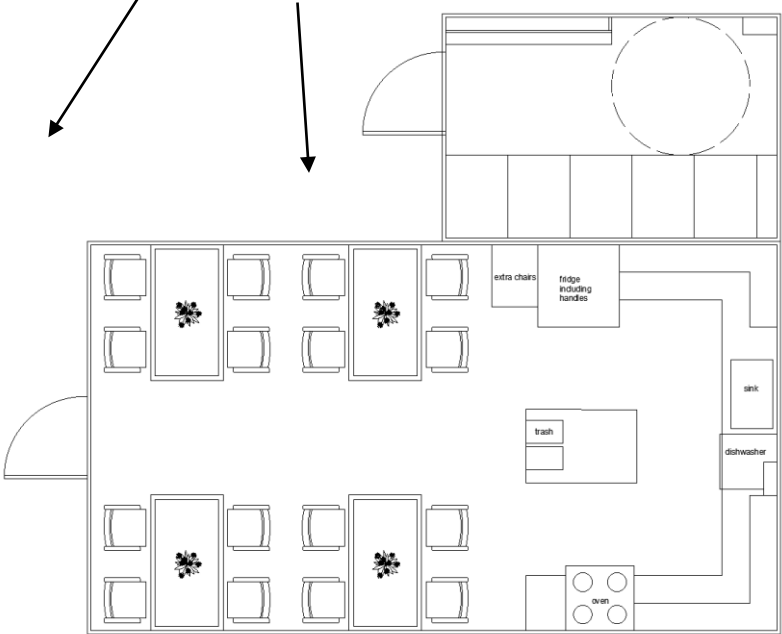 extra chairs
fridge
including
handles
sink
trash
dishwasher
oven